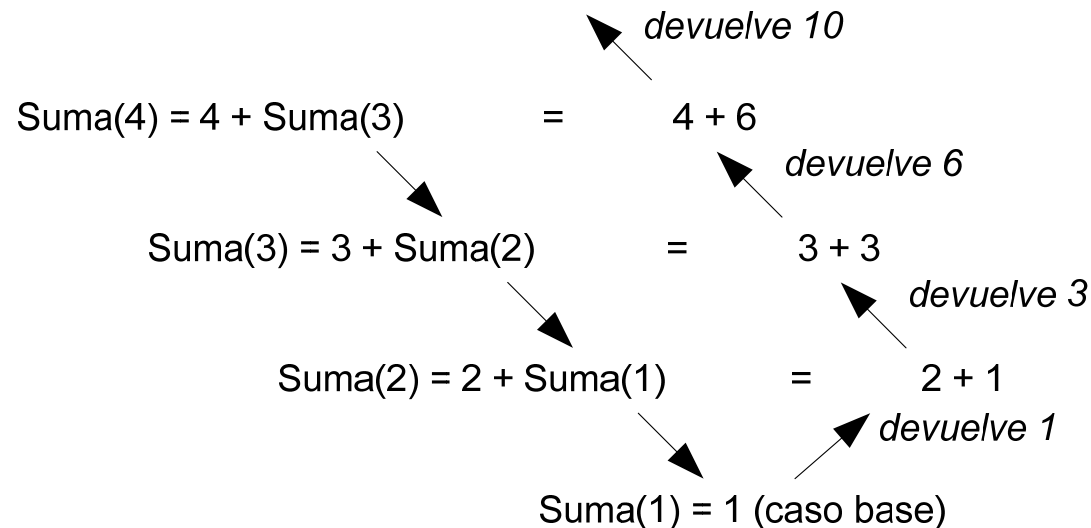 devuelve 10
Suma(4) = 4 + Suma(3) = 4 + 6
devuelve 6
Suma(3) = 3 + Suma(2) = 3 + 3
devuelve 3
Suma(2) = 2 + Suma(1) = 2 + 1
devuelve 1
Suma(1) = 1 (caso base)